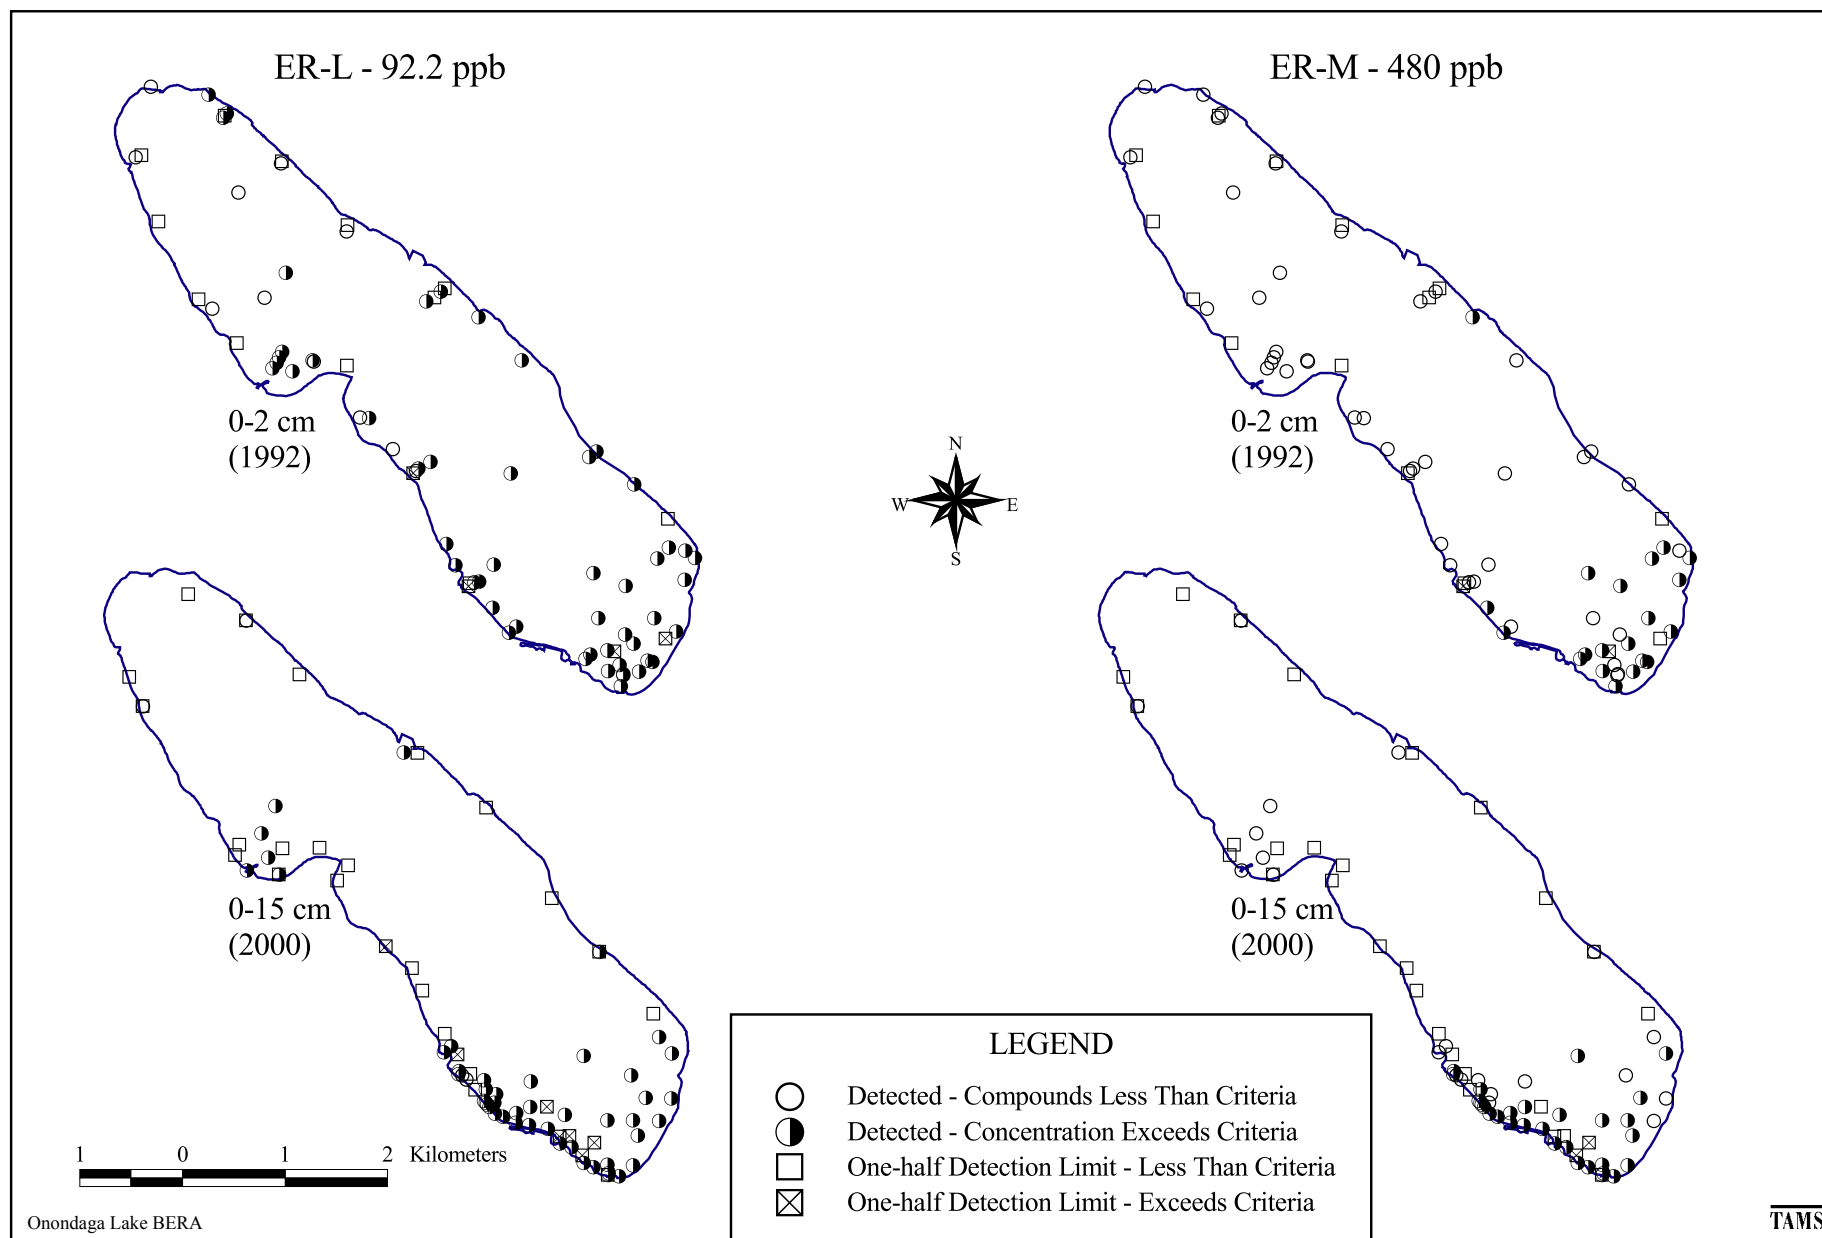 ER-L - 92.2 ppb
ER-M - 480 ppb
0-2 cm
(1992)
0-2 cm
(1992)
N
W
E
S
0-15 cm
(2000)
0-15 cm
(2000)
LEGEND
Detected - Compounds Less Than Criteria
Detected - Concentration Exceeds Criteria
One-half Detection Limit - Less Than Criteria
One-half Detection Limit - Exceeds Criteria
1 0 1 2 Kilometers
Onondaga Lake BERA
TAMS